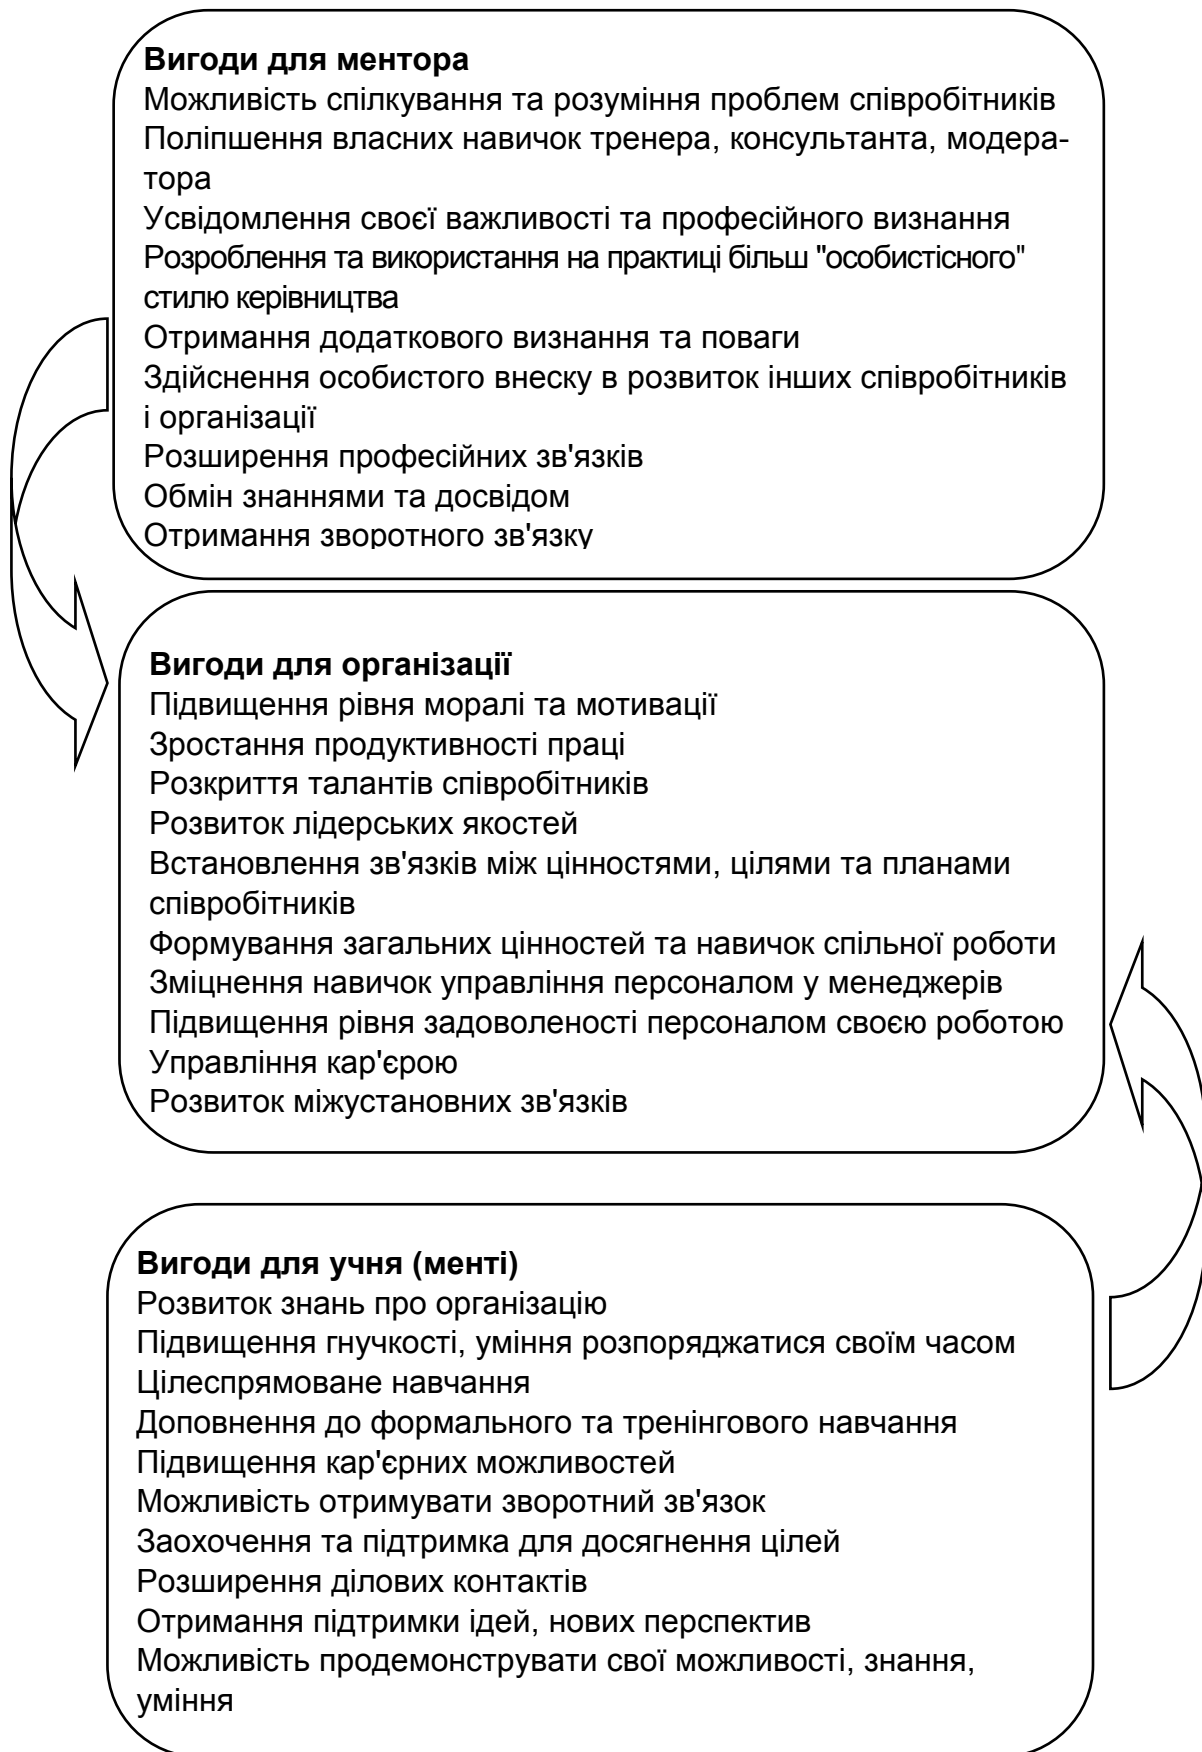 Вигоди для ментора
Можливість спілкування та розуміння проблем співробітників
Поліпшення власних навичок тренера, консультанта, модера-
тора
Усвідомлення своєї важливості та професійного визнання
Розроблення та використання на практиці більш "особистісного"
стилю керівництва
Отримання додаткового визнання та поваги
Здійснення особистого внеску в розвиток інших співробітників
і організації
Розширення професійних зв'язків
Обмін знаннями та досвідом
Отримання зворотного зв'язку
Вигоди для організації
Підвищення рівня моралі та мотивації
Зростання продуктивності праці
Розкриття талантів співробітників
Розвиток лідерських якостей
Встановлення зв'язків між цінностями, цілями та планами
співробітників
Формування загальних цінностей та навичок спільної роботи
Зміцнення навичок управління персоналом у менеджерів
Підвищення рівня задоволеності персоналом своєю роботою
Управління кар'єрою
Розвиток міжустановних зв'язків
Вигоди для учня (менті)
Розвиток знань про організацію
Підвищення гнучкості, уміння розпоряджатися своїм часом
Цілеспрямоване навчання
Доповнення до формального та тренінгового навчання
Підвищення кар'єрних можливостей
Можливість отримувати зворотний зв'язок
Заохочення та підтримка для досягнення цілей
Розширення ділових контактів
Отримання підтримки ідей, нових перспектив
Можливість продемонструвати свої можливості, знання,
уміння